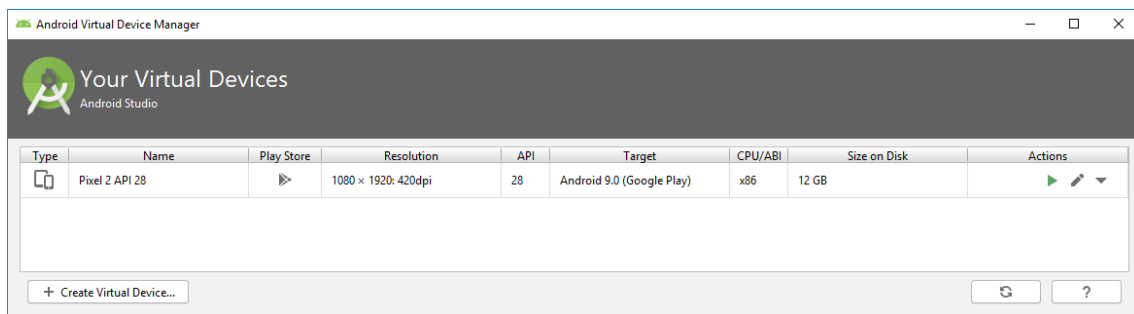 Android Virtual Device Manager
Your Virtual Devices
Android Studio
Type Name Play Store Resolution API Target CPU/ABI Size on Disk Actions
Pixel 2 API 28 1080 × 1920: 420dpi 28 Android 9.0 (Google Play) x86 12 GB
+ Create Virtual Device... ?